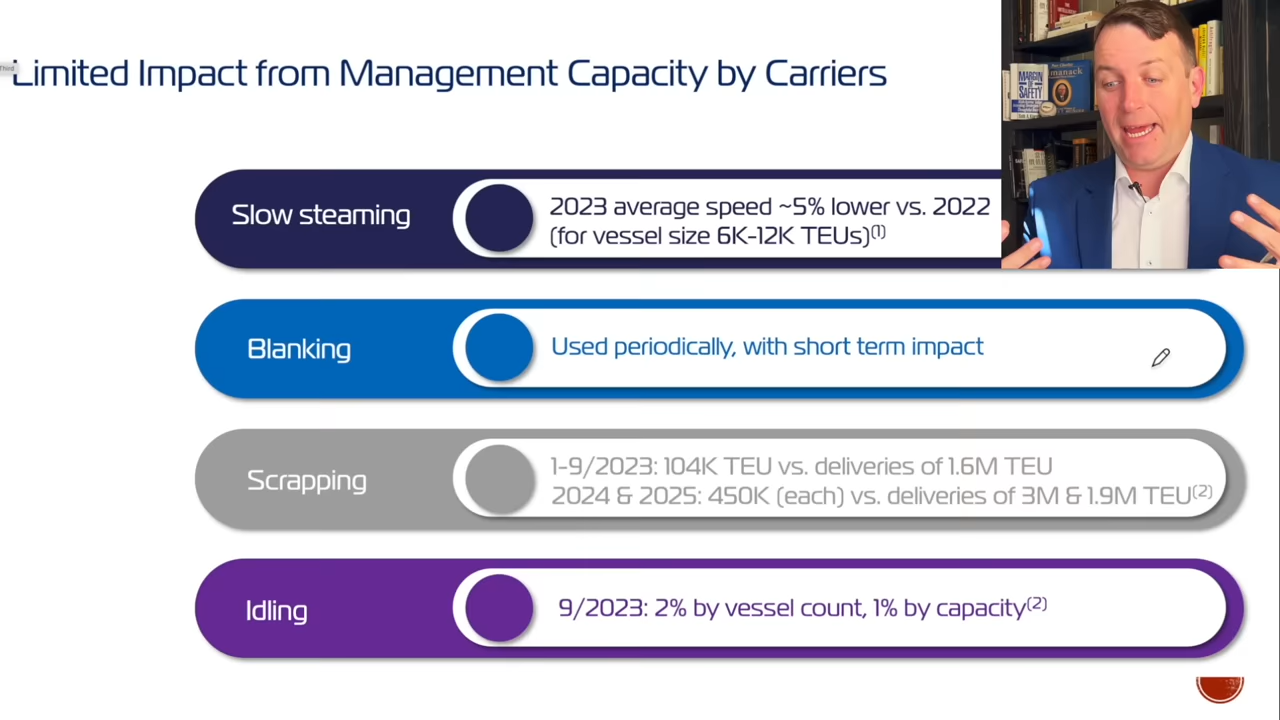 Third
Limited Impact from Management Capacity by Carriers
Slow steaming
2023 average speed ~5% lower vs. 2022
(for vessel size 6K-12K TEUs)(1)
Blanking
Used periodically, with short term impact
Scrapping
1-9/2023: 104K TEU vs. deliveries of 1.6M TEU
2024 & 2025: 450K (each) vs. deliveries of 3M & 1.9M TEU(2)
Idling
9/2023: 2% by vessel count, 1% by capacity(2)
MARGIN
OF
SAFETY